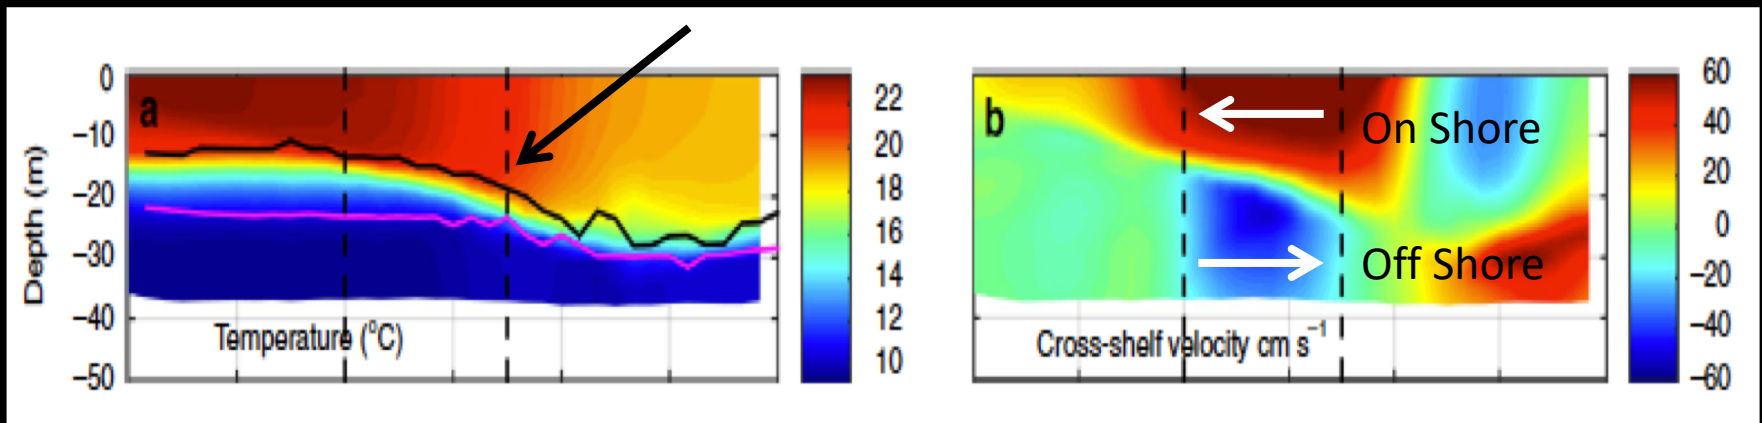 a
Depth (m)
0
−10
−20
−30
−40
−50
Temperature (°C)
22
20
18
16
14
12
10
b
On Shore
Off Shore
Cross-shelf velocity cm s⁻¹
60
40
20
0
−20
−40
−60